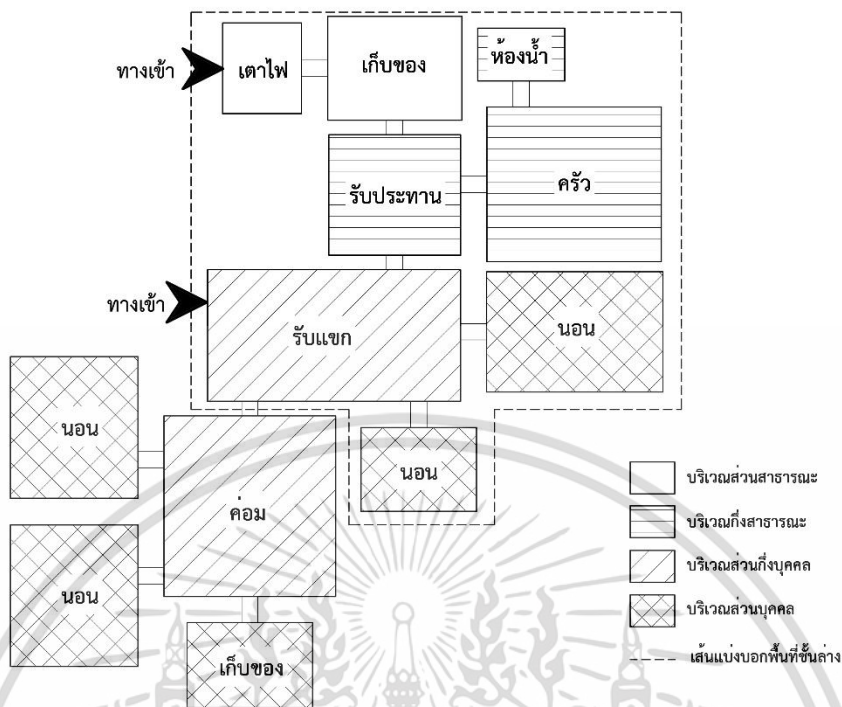 ทางเข้า
เตาไฟ
เก็บของ
ห้องน้ำ
รับประทาน
ครัว
ทางเข้า
รับแขก
นอน
นอน
ค่อม
นอน
นอน
เก็บของ
บริเวณส่วนสาธารณะ
บริเวณกึ่งสาธารณะ
บริเวณส่วนกึ่งบุคคล
บริเวณส่วนบุคคล
เส้นแบ่งบอกพื้นที่ชั้นล่าง